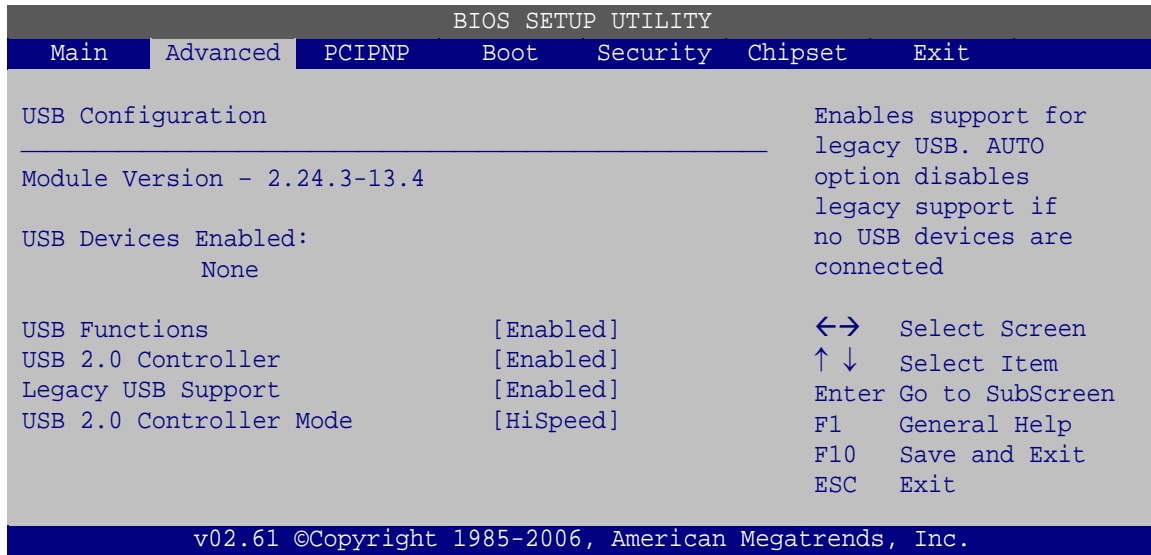 BIOS SETUP UTILITY
Main Advanced PCIPNP Boot Security Chipset Exit
USB Configuration
Module Version – 2.24.3-13.4
USB Devices Enabled:
None
USB Functions [Enabled]
USB 2.0 Controller [Enabled]
Legacy USB Support [Enabled]
USB 2.0 Controller Mode [HiSpeed]
Enables support for
legacy USB. AUTO
option disables
legacy support if
no USB devices are
connected
←→ Select Screen
↑ ↓ Select Item
Enter Go to SubScreen
F1 General Help
F10 Save and Exit
ESC Exit
v02.61 ©Copyright 1985-2006, American Megatrends, Inc.